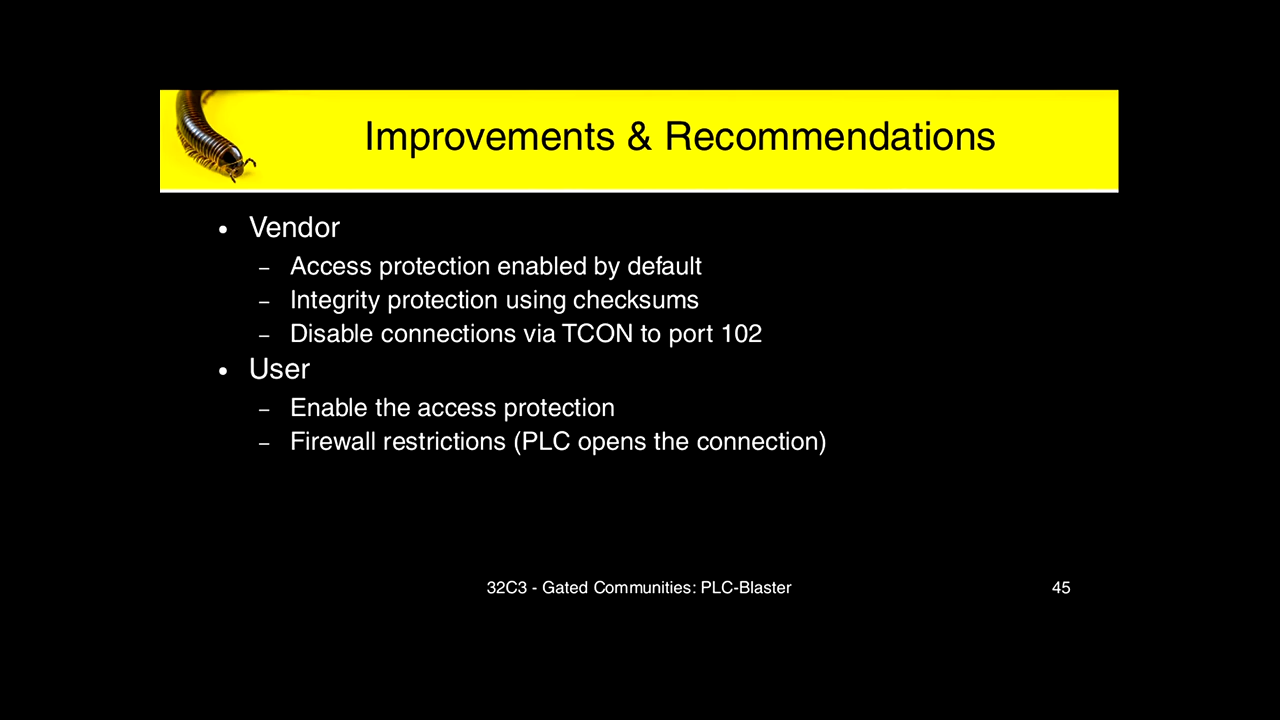 Improvements & Recommendations
• Vendor
– Access protection enabled by default
– Integrity protection using checksums
– Disable connections via TCON to port 102
• User
– Enable the access protection
– Firewall restrictions (PLC opens the connection)
32C3 - Gated Communities: PLC-Blaster 45